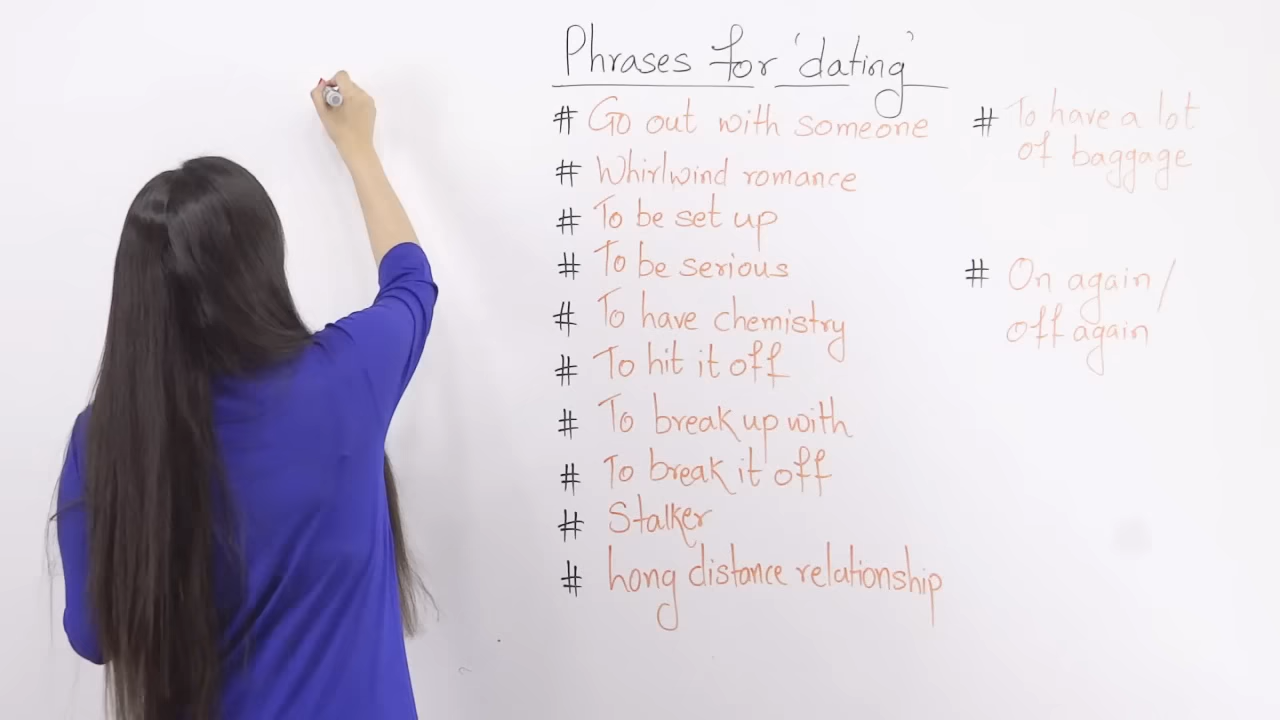 Phrases for 'dating'
# Go out with someone
# Whirlwind romance
# To be set up
# To be serious
# To have chemistry
# To hit it off
# To break up with
# To break it off
# Stalker
# Long distance relationship
# To have a lot
of baggage
# On again/
off again